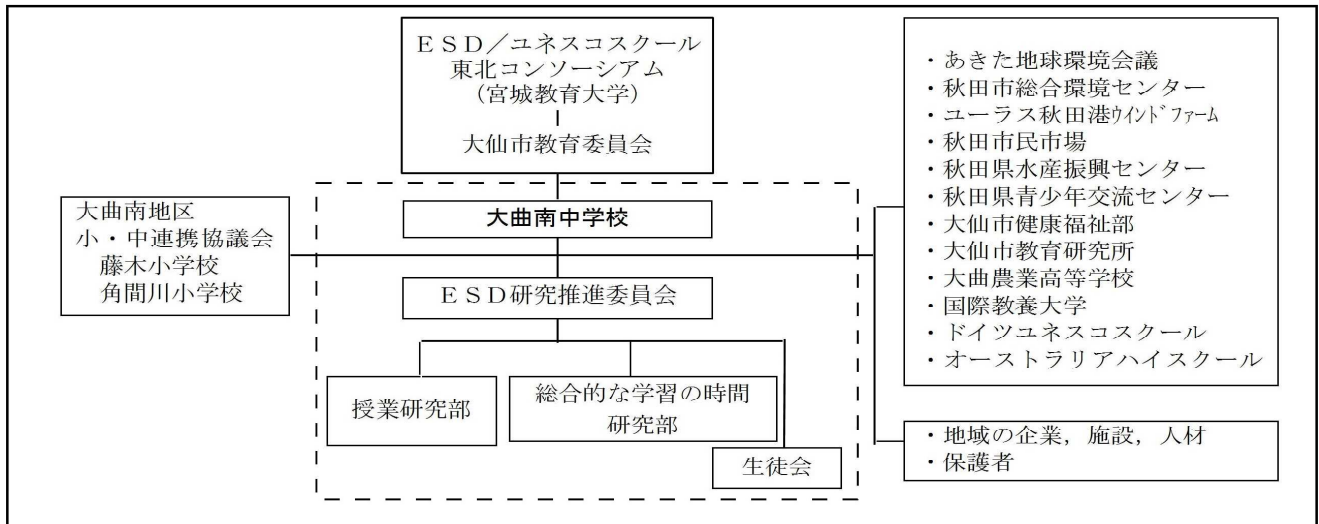 ESD/ユネスコスクール
東北コンソーシアム
(宮城教育大学)
大仙市教育委員会
大曲南中学校
大曲南地区
小・中連携協議会
藤木小学校
角間川小学校
ESD研究推進委員会
授業研究部
総合的な学習の時間
研究部
生徒会
・あきた地球環境会議
・秋田市総合環境センター
・ユーラス秋田港ウインドファーム
・秋田市民市場
・秋田県水産振興センター
・秋田県青少年交流センター
・大仙市健康福祉部
・大仙市教育研究所
・大曲農業高等学校
・国際教養大学
・ドイツユネスコスクール
・オーストラリアハイスクール
・地域の企業,施設,人材
・保護者